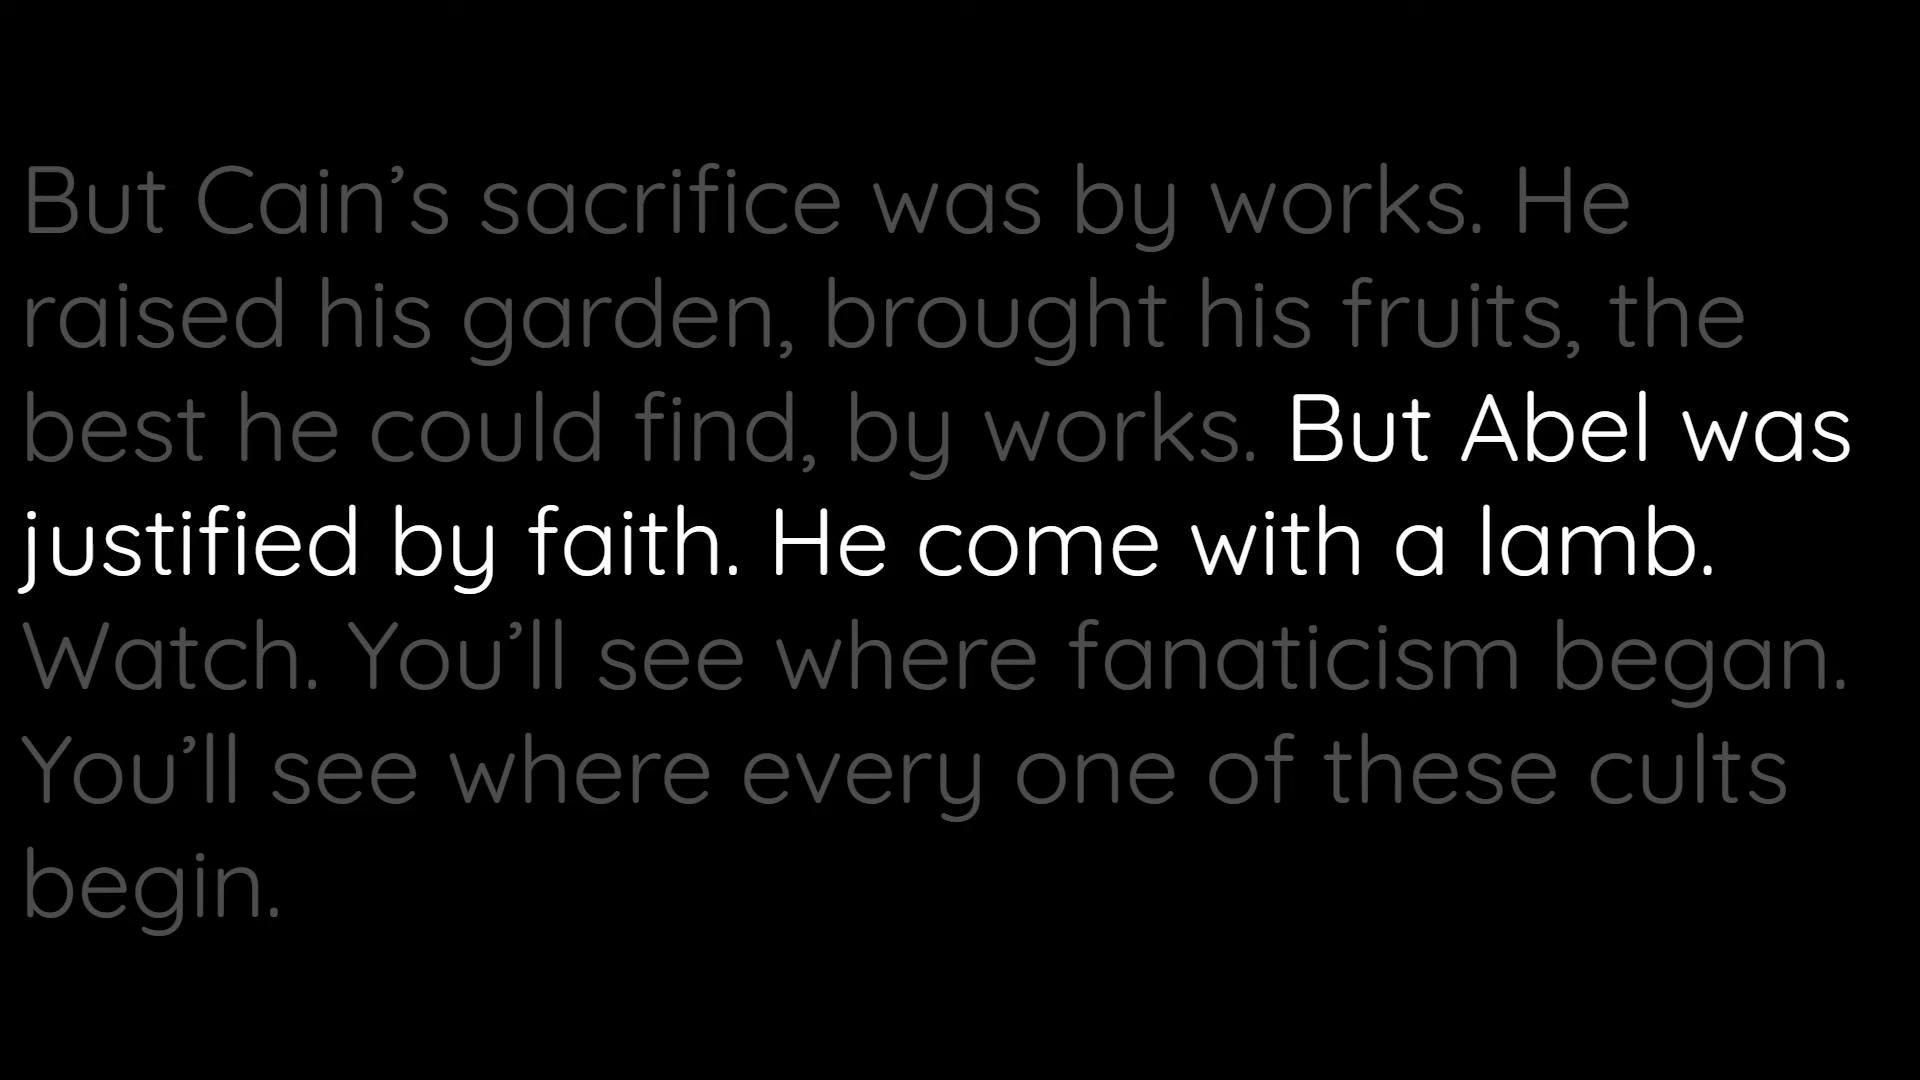 But Cain’s sacrifice was by works. He
raised his garden, brought his fruits, the
best he could find, by works. But Abel was
justified by faith. He come with a lamb.
Watch. You’ll see where fanaticism began.
You’ll see where every one of these cults
begin.